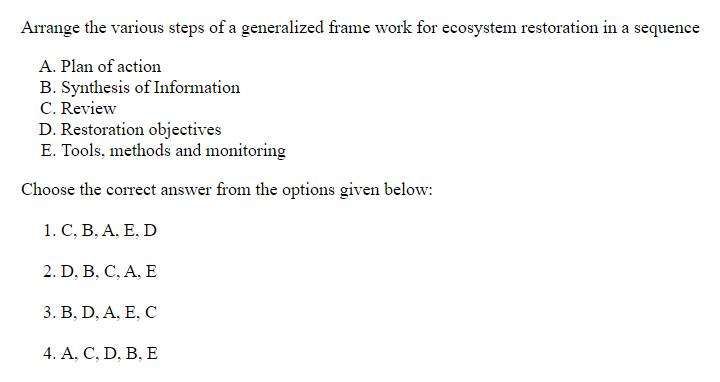 Arrange the various steps of a generalized frame work for ecosystem restoration in a sequence
A. Plan of action
B. Synthesis of Information
C. Review
D. Restoration objectives
E. Tools, methods and monitoring
Choose the correct answer from the options given below:
1. C, B, A, E, D
2. D, B, C, A, E
3. B, D, A, E, C
4. A, C, D, B, E